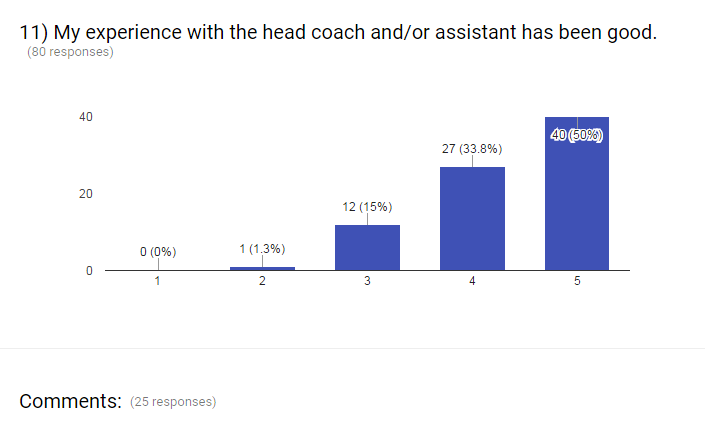 11) My experience with the head coach and/or assistant has been good.
(80 responses)
40
40 (50%)
27 (33.8%)
20
12 (15%)
0 (0%)
1 (1.3%)
0
1 2 3 4 5
Comments: (25 responses)